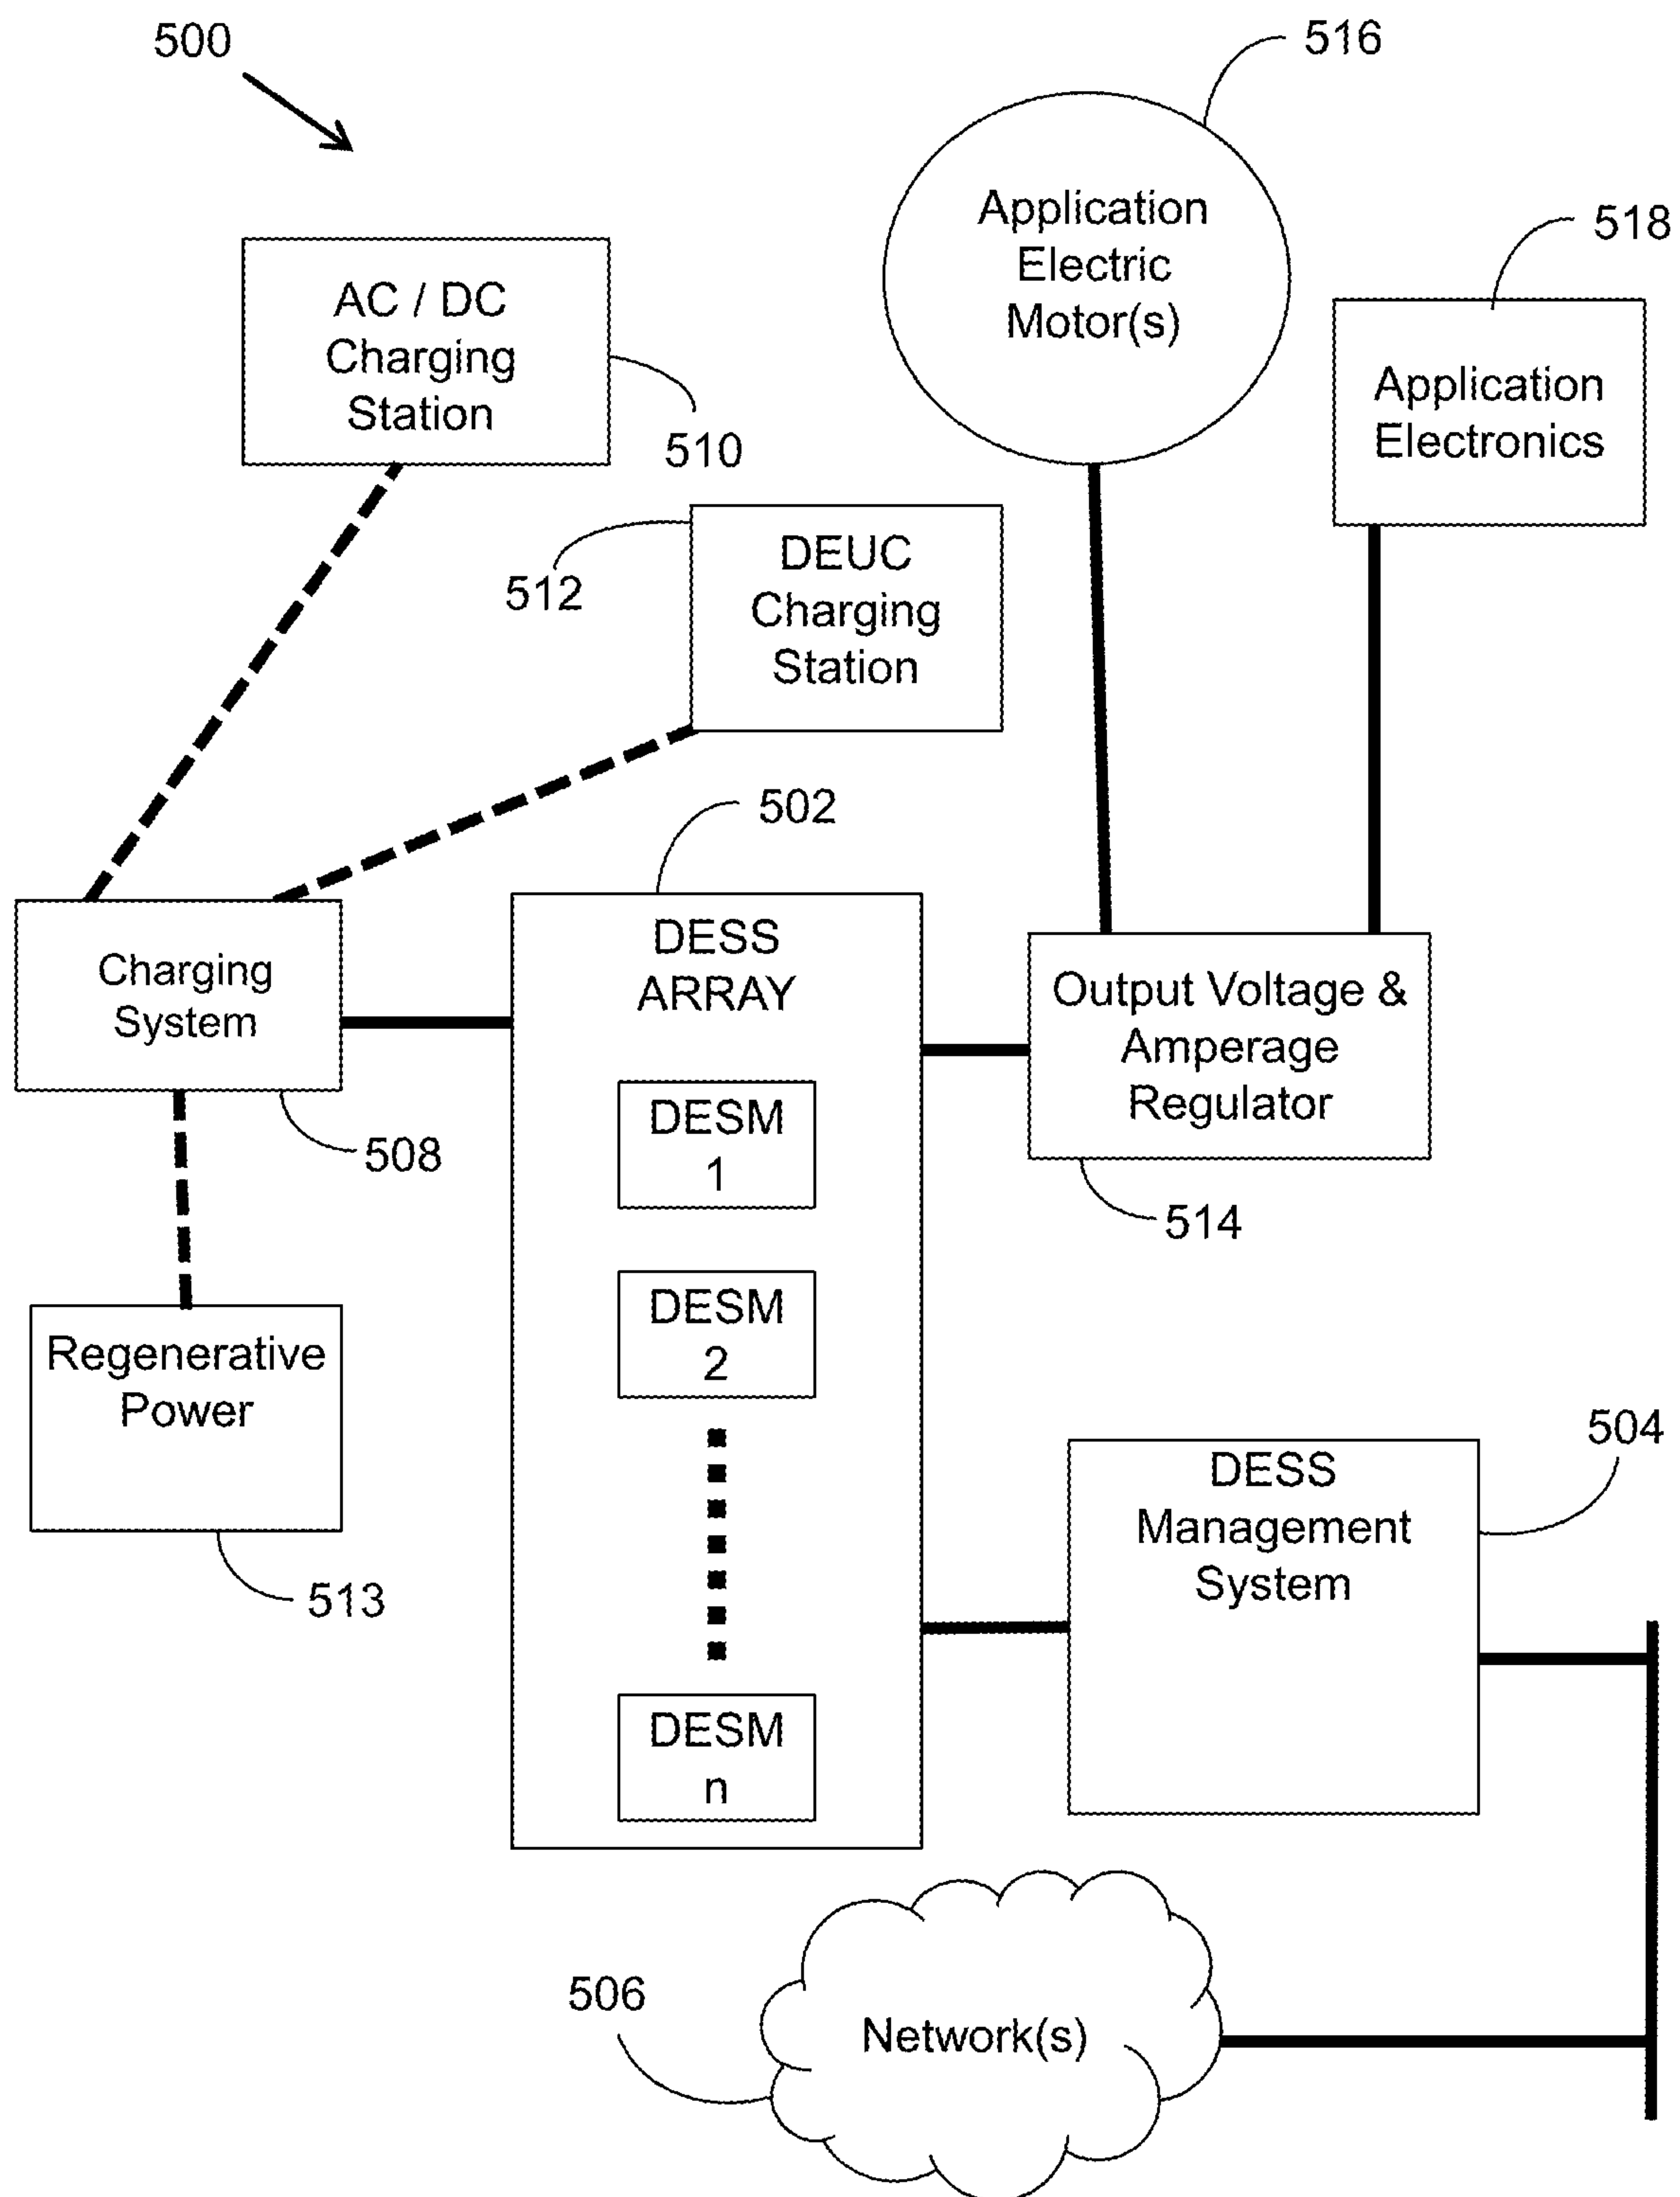 500
516
Application
Electric
Motor(s)
518
AC / DC
Charging
Station
510
Application
Electronics
DEUC
Charging
Station
512
502
DESS
ARRAY
Charging
System
508
Output Voltage &
Amperage
Regulator
514
DESM
1
DESM
2
DESM
n
Regenerative
Power
513
DESS
Management
System
504
506
Network(s)